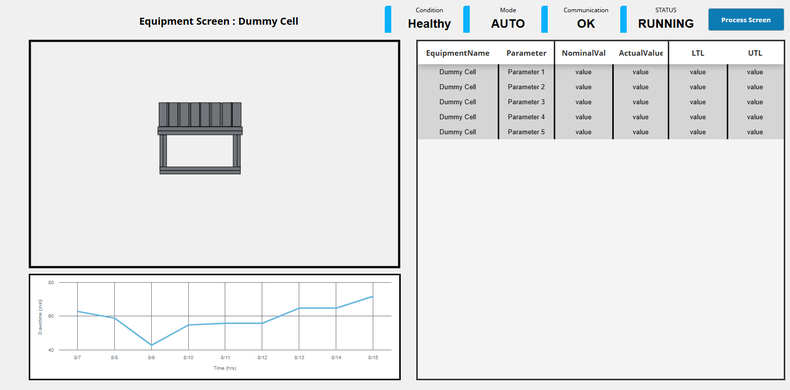 Equipment Screen : Dummy Cell
Condition
Healthy
Mode
AUTO
Communication
OK
STATUS
RUNNING
Process Screen
EquipmentName Parameter NominalVal ActualValue LTL UTL
Dummy Cell Parameter 1 value value value value
Dummy Cell Parameter 2 value value value value
Dummy Cell Parameter 3 value value value value
Dummy Cell Parameter 4 value value value value
Dummy Cell Parameter 5 value value value value
80
60
40
Downtime (min)
8/7 8/8 8/9 8/10 8/11 8/12 8/13 8/14 8/15
Time (hrs)